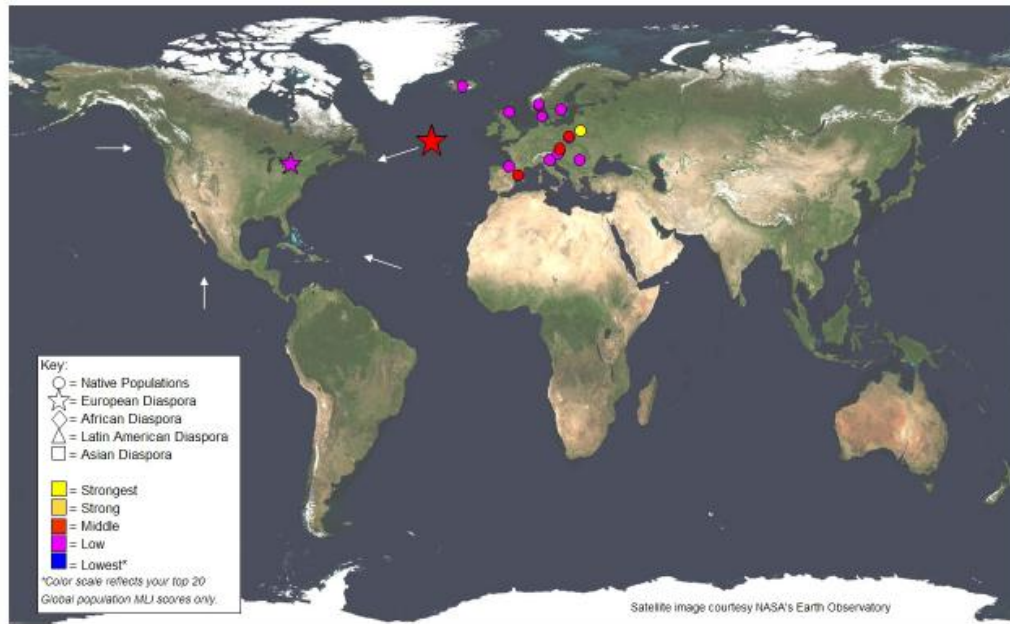 Key:
= Native Populations
= European Diaspora
= African Diaspora
= Latin American Diaspora
= Asian Diaspora
= Strongest
= Strong
= Middle
= Low
= Lowest*
*Color scale reflects your top 20
Global population MLI scores only.
Satellite image courtesy NASA's Earth Observatory